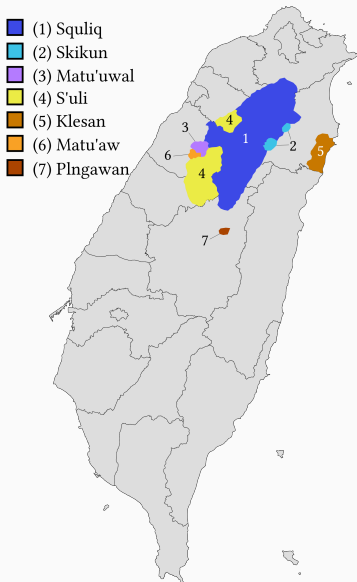 (1) Squliq
(2) Skikun
(3) Matu'uwal
(4) S'uli
(5) Klesan
(6) Matu'aw
(7) Plngawan
4
3
1
2
5
6
4
7